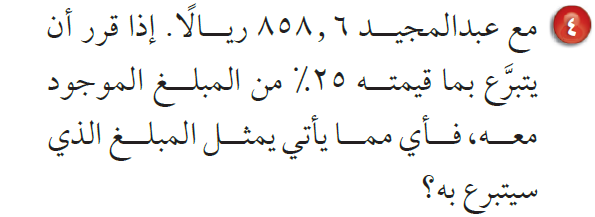 ٤ مع عبدالمجيد ٨٥٨,٦ ريالًا. إذا قرر أن
يتبرَّع بما قيمته ٢٥٪ من المبلغ الموجود
معه، فأي مما يأتي يمثل المبلغ الذي
سيتبرع به؟